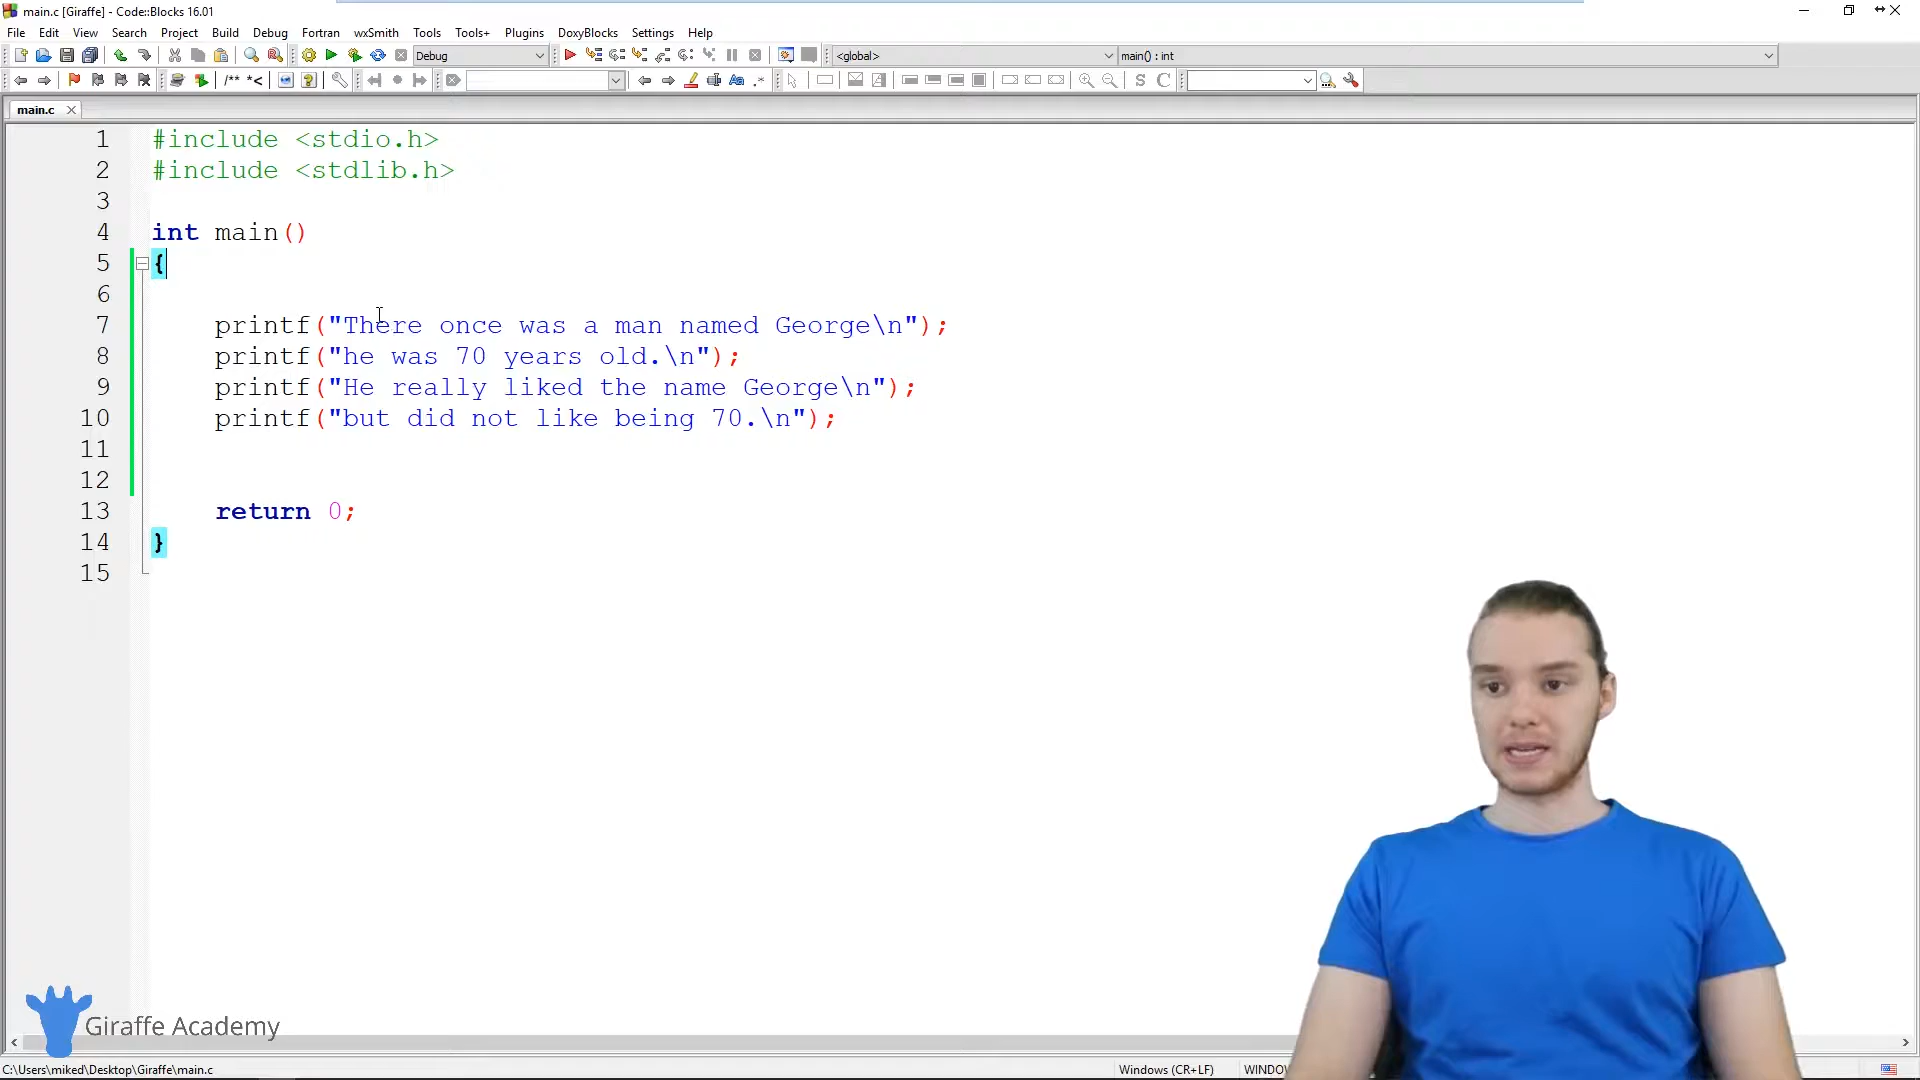 main.c [Giraffe] - Code::Blocks 16.01
File Edit View Search Project Build Debug Fortran wxSmith Tools Tools+ Plugins DoxyBlocks Settings Help
Debug <global> main() : int
/** *< Aa .* S C
main.c
1 #include <stdio.h>
2 #include <stdlib.h>
3
4 int main()
5 {
6
7 printf("There once was a man named George\n");
8 printf("he was 70 years old.\n");
9 printf("He really liked the name George\n");
10 printf("but did not like being 70.\n");
11
12
13 return 0;
14 }
15
Giraffe Academy
C:\Users\miked\Desktop\Giraffe\main.c Windows (CR+LF)